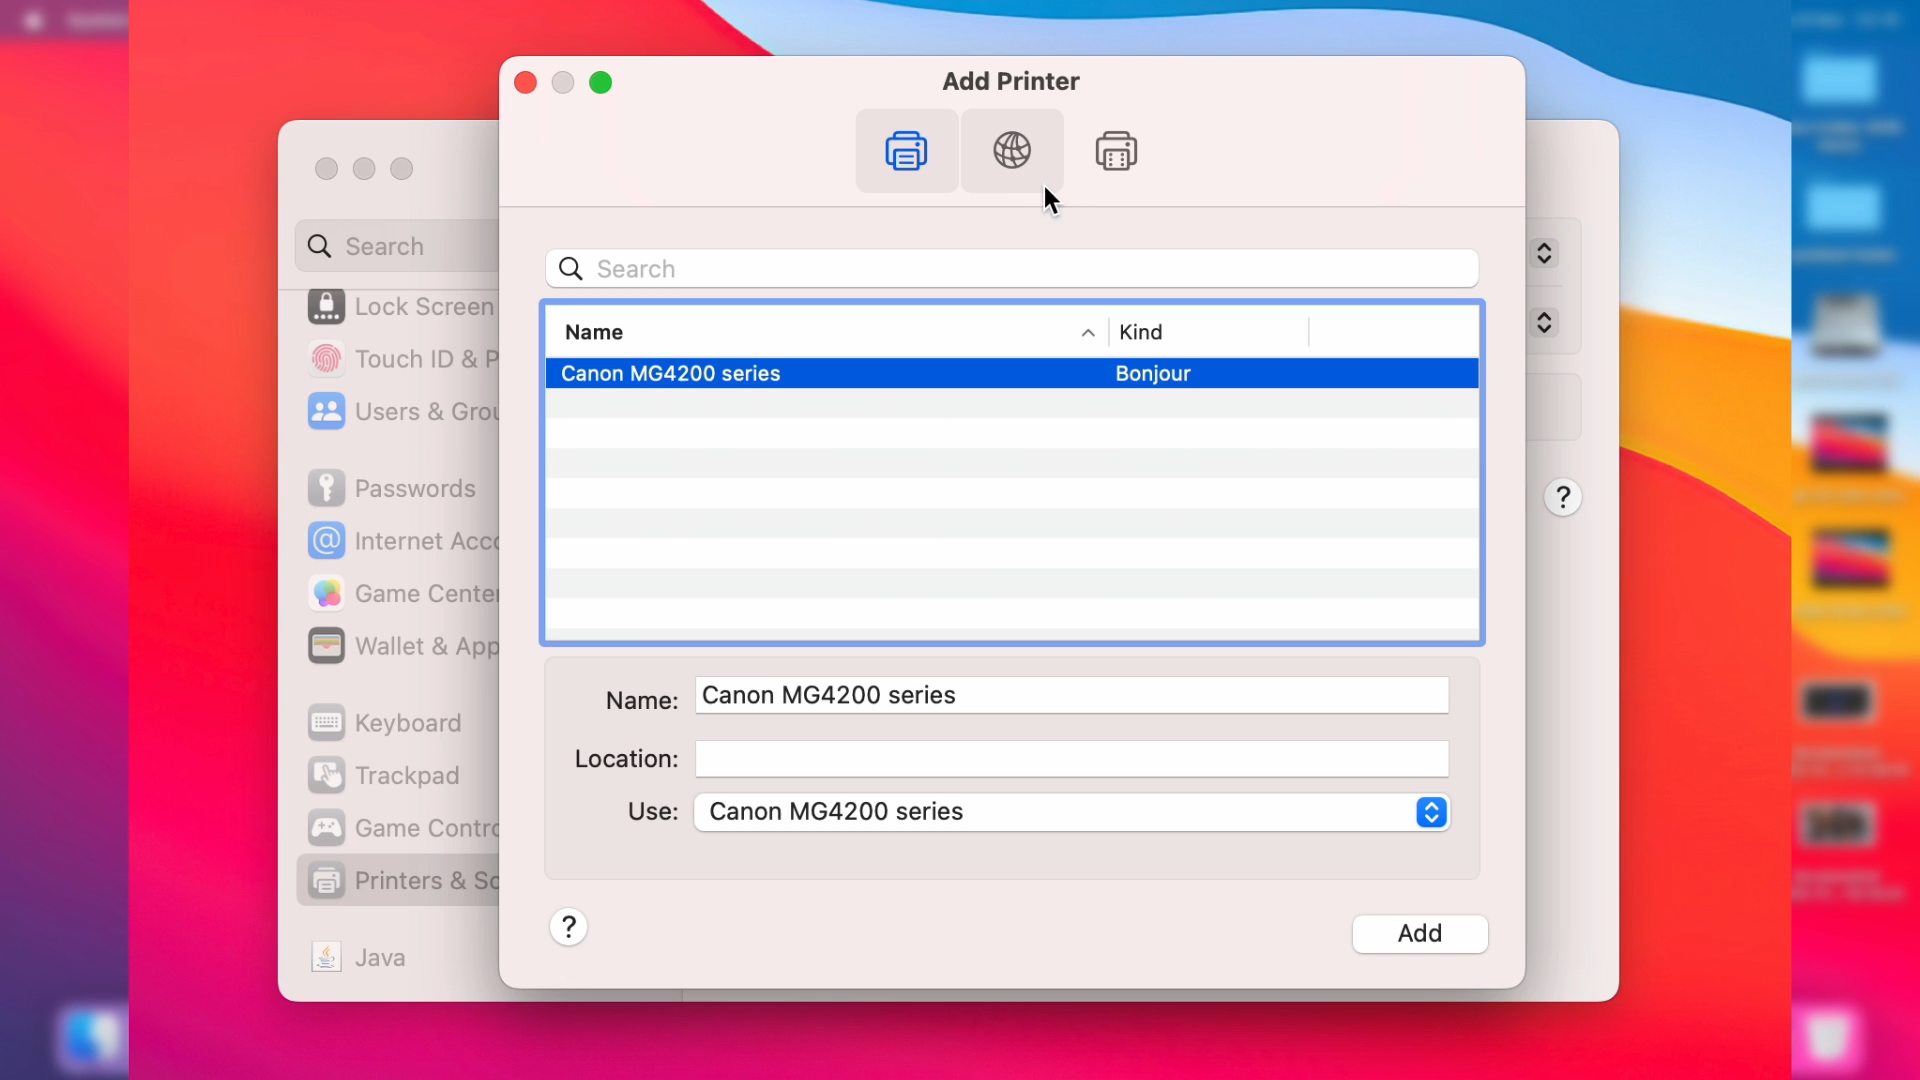 Add Printer
Search
Lock Screen
Touch ID & P
Users & Grou
Passwords
Internet Acc
Game Center
Wallet & App
Keyboard
Trackpad
Game Contro
Printers & Sc
Java
Search
Name
Kind
Canon MG4200 series
Bonjour
Name:
Canon MG4200 series
Location:
Use:
Canon MG4200 series
?
Add
?